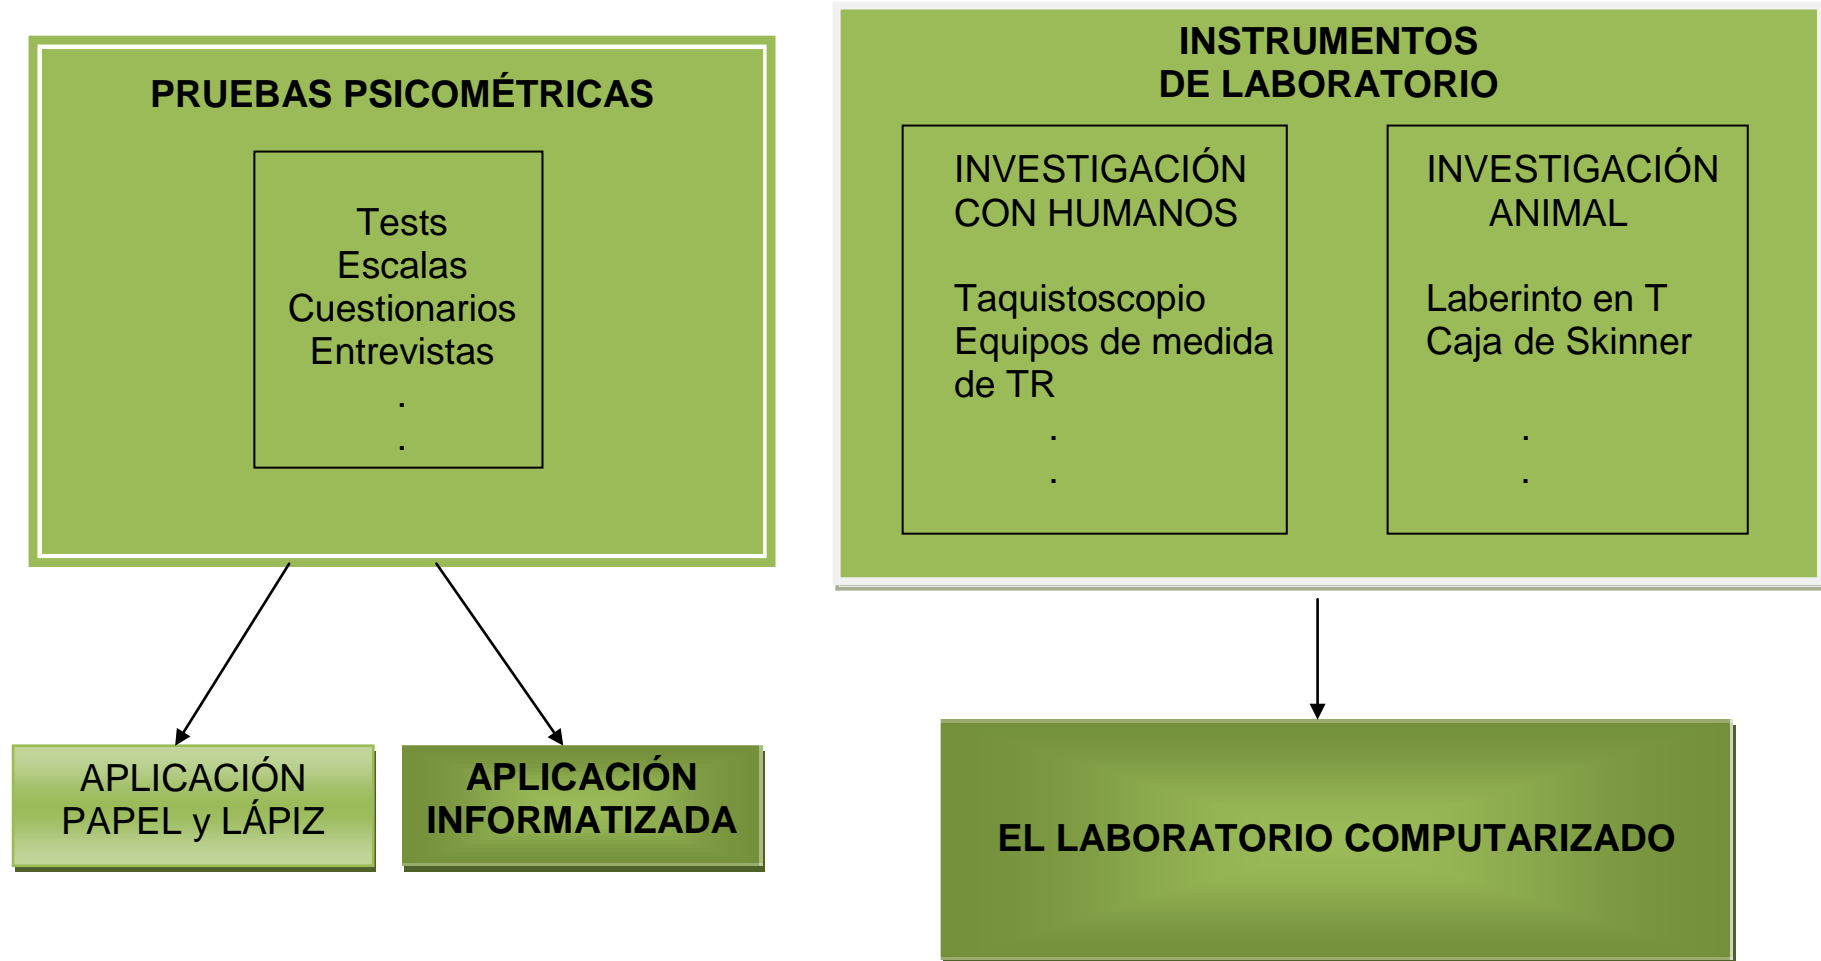 PRUEBAS PSICOMÉTRICAS
Tests
Escalas
Cuestionarios
Entrevistas
.
.
APLICACIÓN
PAPEL y LÁPIZ
APLICACIÓN
INFORMATIZADA
INSTRUMENTOS
DE LABORATORIO
INVESTIGACIÓN
CON HUMANOS
Taquistoscopio
Equipos de medida
de TR
.
.
INVESTIGACIÓN
ANIMAL
Laberinto en T
Caja de Skinner
.
.
EL LABORATORIO COMPUTARIZADO